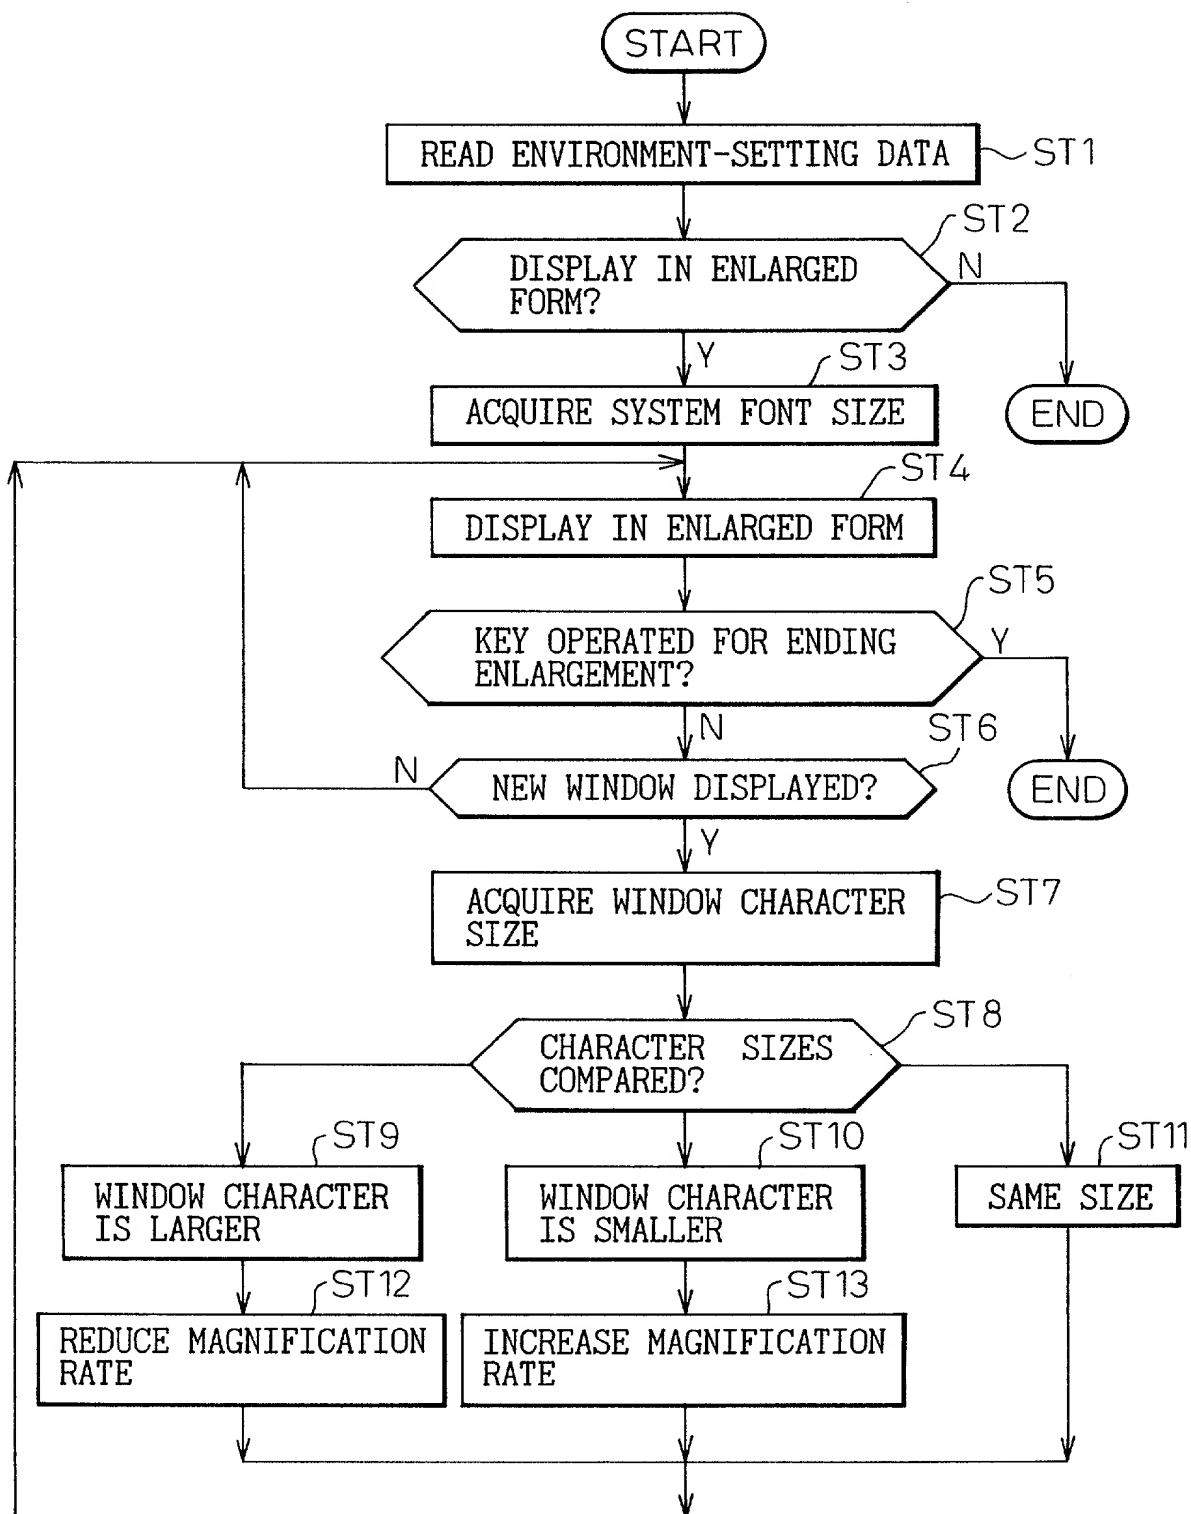 START
READ ENVIRONMENT-SETTING DATA
ST1
ST2
DISPLAY IN ENLARGED
FORM?
N
Y
ST3
ACQUIRE SYSTEM FONT SIZE
END
ST4
DISPLAY IN ENLARGED FORM
ST5
KEY OPERATED FOR ENDING
ENLARGEMENT?
Y
N
ST6
N
NEW WINDOW DISPLAYED?
END
Y
ACQUIRE WINDOW CHARACTER
SIZE
ST7
ST8
CHARACTER SIZES
COMPARED?
ST9
WINDOW CHARACTER
IS LARGER
ST10
WINDOW CHARACTER
IS SMALLER
ST11
SAME SIZE
ST12
REDUCE MAGNIFICATION
RATE
ST13
INCREASE MAGNIFICATION
RATE